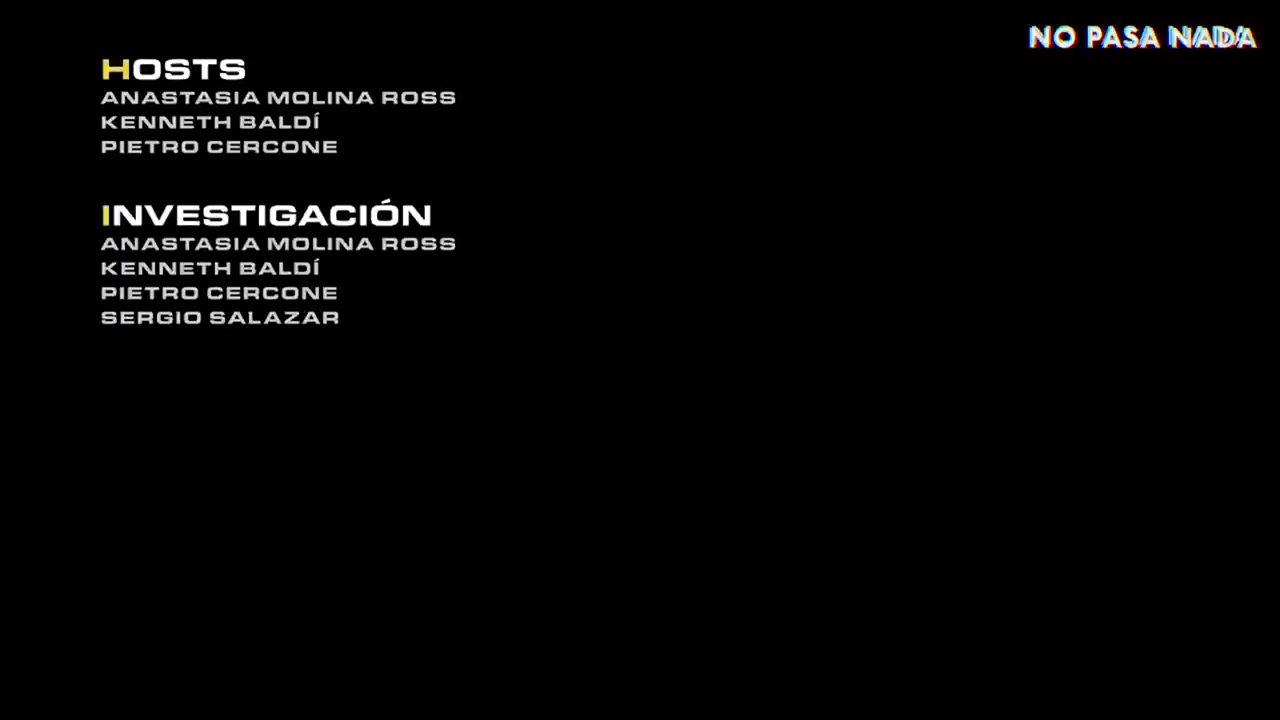 NO PASA NADA
HOSTS
ANASTASIA MOLINA ROSS
KENNETH BALDÍ
PIETRO CERCONE
INVESTIGACIÓN
ANASTASIA MOLINA ROSS
KENNETH BALDÍ
PIETRO CERCONE
SERGIO SALAZAR